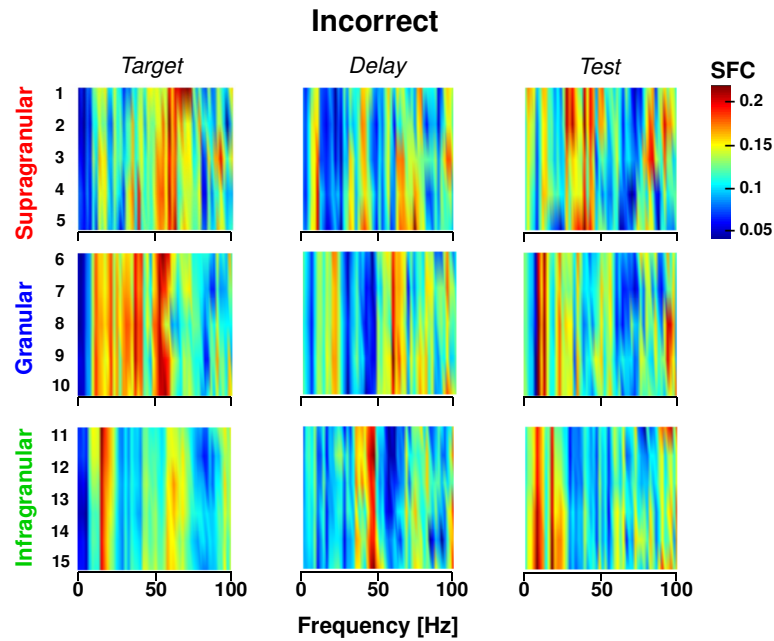 Incorrect
Target Delay Test
SFC
0.2
0.15
0.05
0.1
Supragranular
1
2
3
4
5
Granular
6
7
8
9
10
Infragranular
11
12
13
14
15
0 50 100 0 50 100 0 50 100
Frequency [Hz]